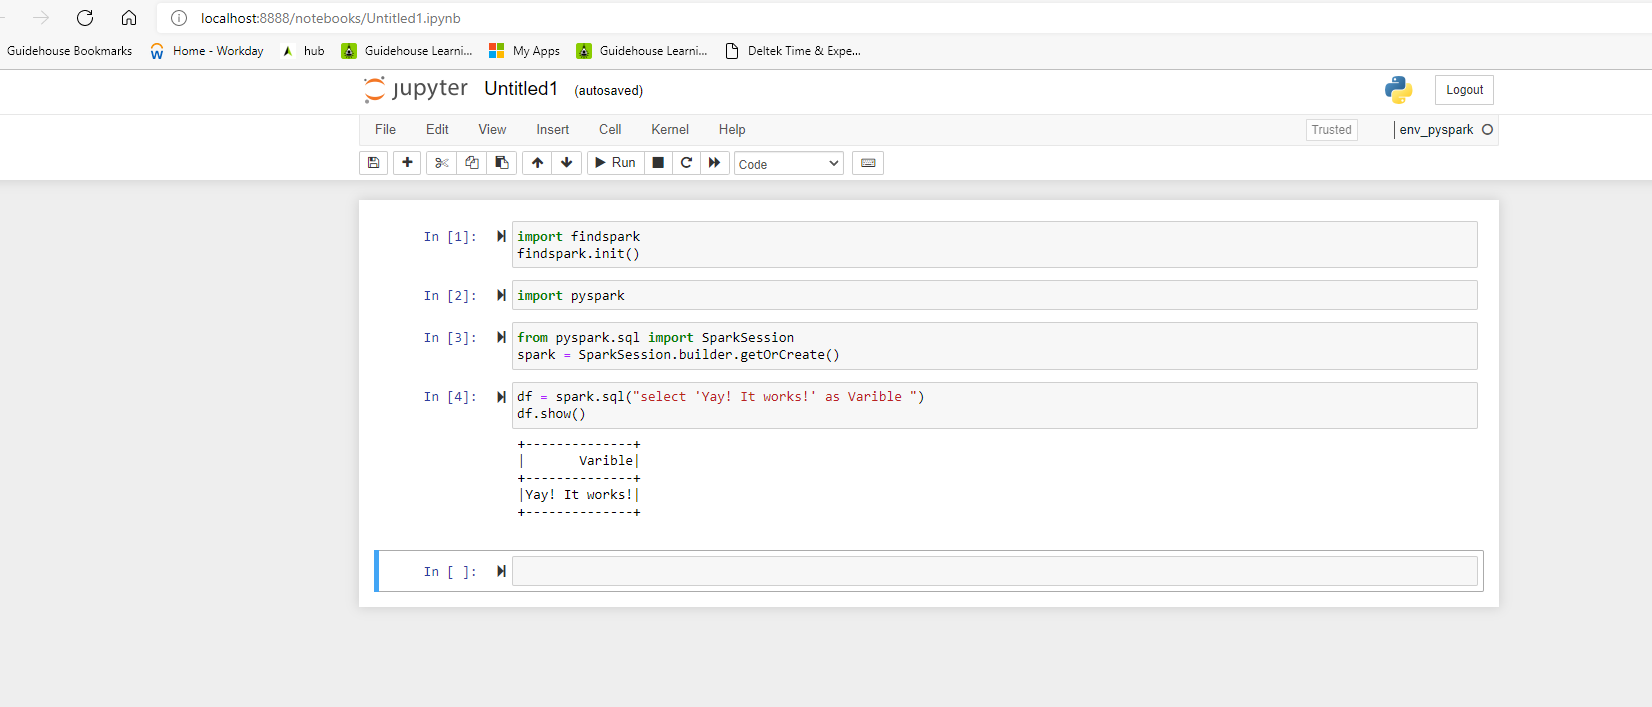 localhost:8888/notebooks/Untitled1.ipynb
Guidehouse Bookmarks Home - Workday hub Guidehouse Learni... My Apps Guidehouse Learni... Deltek Time & Expe...
jupyter Untitled1 (autosaved) Logout
File Edit View Insert Cell Kernel Help Trusted env_pyspark
Run Code
In [1]: import findspark
findspark.init()
In [2]: import pyspark
In [3]: from pyspark.sql import SparkSession
spark = SparkSession.builder.getOrCreate()
In [4]: df = spark.sql("select 'Yay! It works!' as Varible ")
df.show()
+--------------+
|       Varible|
+--------------+
|Yay! It works!|
+--------------+
In [ ]: